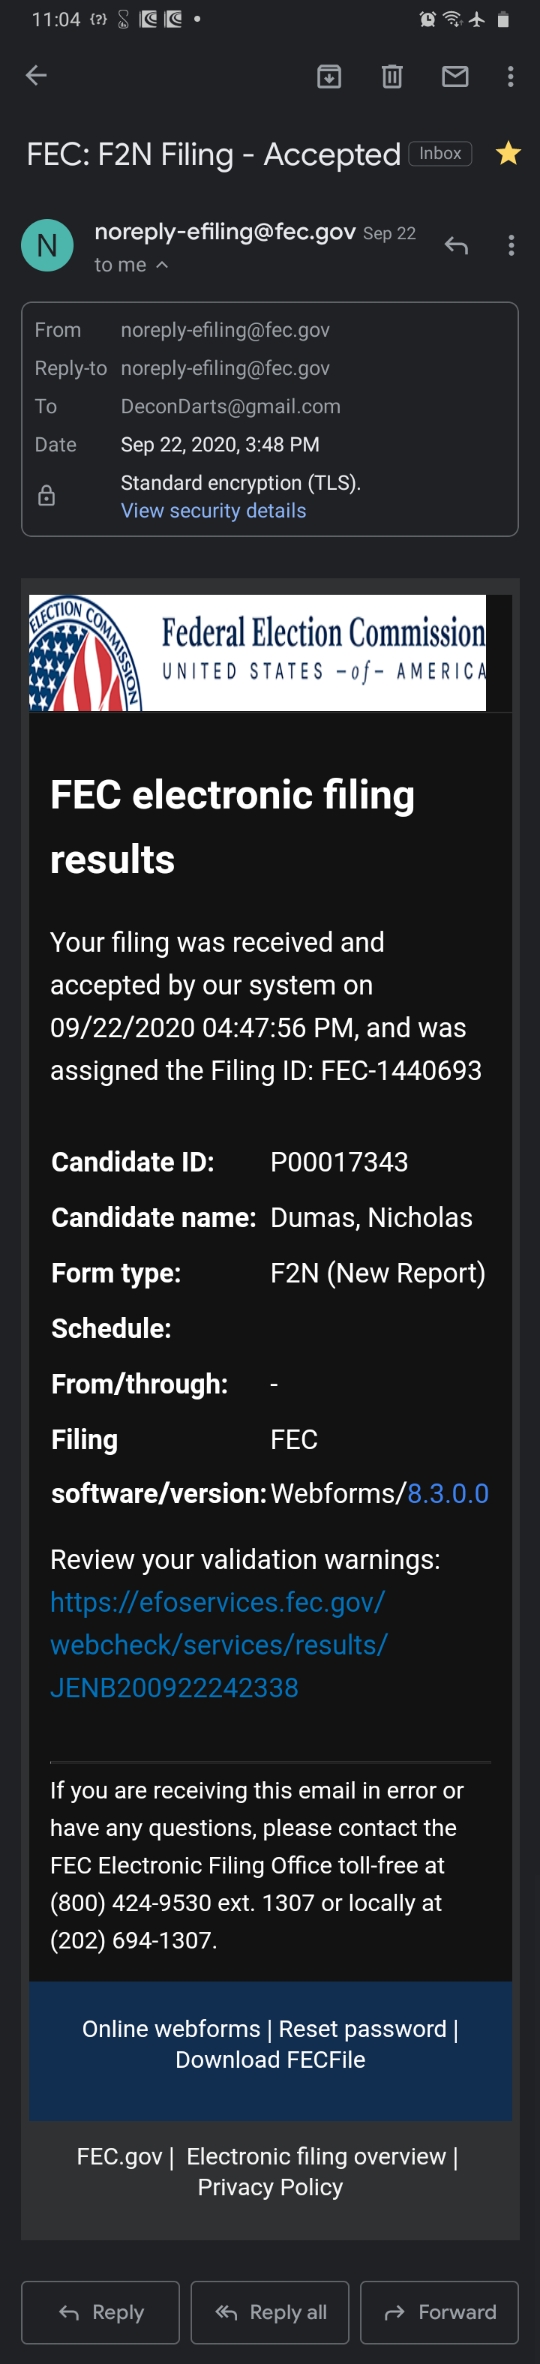 11:04
FEC: F2N Filing - Accepted Inbox
N
noreply-efiling@fec.gov Sep 22
to me
From noreply-efiling@fec.gov
Reply-to noreply-efiling@fec.gov
To DeconDarts@gmail.com
Date Sep 22, 2020, 3:48 PM
Standard encryption (TLS).
View security details
ELECTION COMMISSION
Federal Election Commission
UNITED STATES -of- AMERICA
FEC electronic filing
results
Your filing was received and
accepted by our system on
09/22/2020 04:47:56 PM, and was
assigned the Filing ID: FEC-1440693
Candidate ID: P00017343
Candidate name: Dumas, Nicholas
Form type: F2N (New Report)
Schedule:
From/through: -
Filing FEC
software/version: Webforms/8.3.0.0
Review your validation warnings:
https://efoservices.fec.gov/
webcheck/services/results/
JENB200922242338
If you are receiving this email in error or
have any questions, please contact the
FEC Electronic Filing Office toll-free at
(800) 424-9530 ext. 1307 or locally at
(202) 694-1307.
Online webforms | Reset password |
Download FECFile
FEC.gov | Electronic filing overview |
Privacy Policy
Reply Reply all Forward